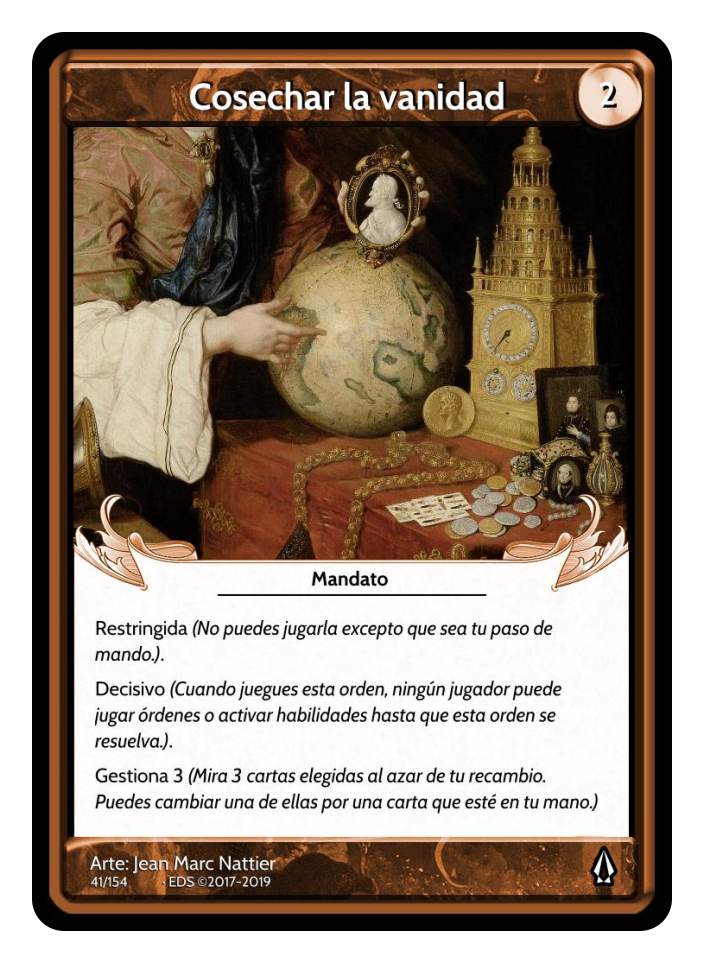 Cosechar la vanidad
2
Mandato
Restringida (No puedes jugarla excepto que sea tu paso de
mando.).
Decisivo (Cuando juegues esta orden, ningún jugador puede
jugar órdenes o activar habilidades hasta que esta orden se
resuelva.).
Gestiona 3 (Mira 3 cartas elegidas al azar de tu recambio.
Puedes cambiar una de ellas por una carta que esté en tu mano.)
Arte: Jean Marc Nattier
41/154 · EDS ©2017-2019